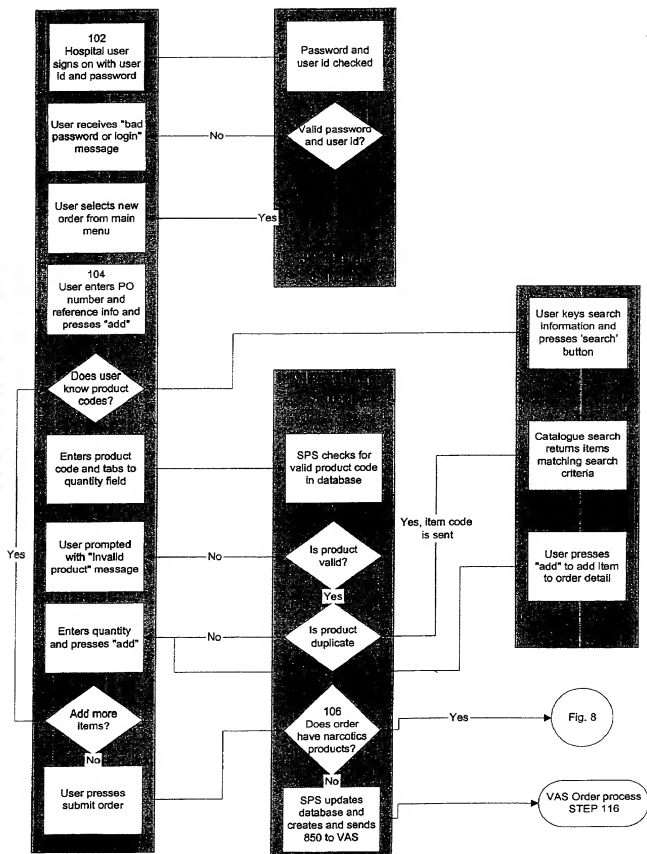 102
Hospital user
signs on with user
id and password
Password and
user id checked
User receives "bad
password or login"
message
No
Valid password
and user id?
User selects new
order from main
menu
Yes
104
User enters PO
number and
reference info and
presses "add"
User keys search
information and
presses 'search'
button
Does user
know product
codes?
Enters product
code and tabs to
quantity field
SPS checks for
valid product code
in database
Catalogue search
returns items
matching search
criteria
Yes, item code
is sent
Yes
User prompted
with "Invalid
product" message
No
Is product
valid?
Yes
User presses
"add" to add item
to order detail
Enters quantity
and presses "add"
No
Is product
duplicate
Add more
items?
No
106
Does order
have narcotics
products?
Yes
Fig. 8
No
User presses
submit order
SPS updates
database and
creates and sends
850 to VAS
VAS Order process
STEP 116